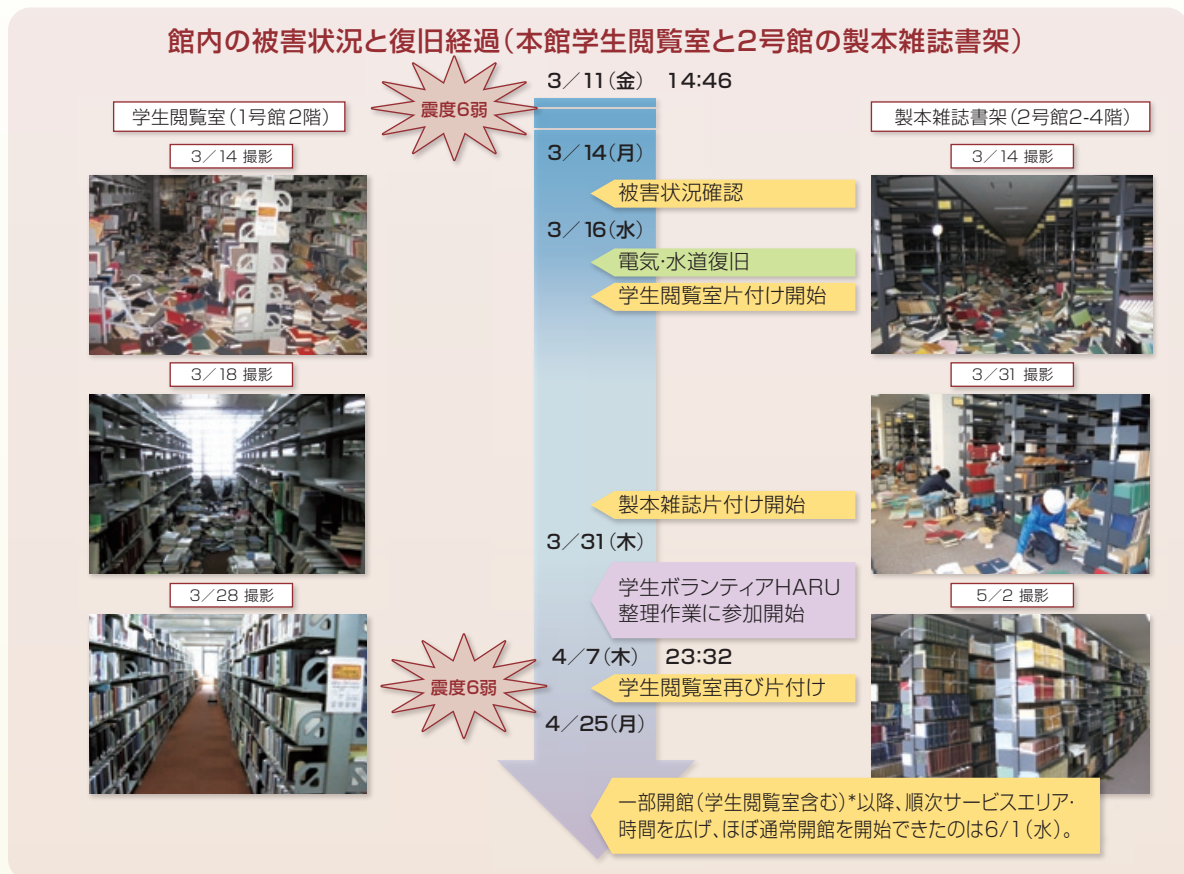 館内の被害状況と復旧経過(本館学生閲覧室と2号館の製本雑誌書架)
3/11(金) 14:46
震度6弱
学生閲覧室(1号館2階)
3/14 撮影
3/18 撮影
3/28 撮影
3/14(月)
被害状況確認
3/16(水)
電気・水道復旧
学生閲覧室片付け開始
製本雑誌片付け開始
3/31(木)
学生ボランティアHARU
整理作業に参加開始
4/7(木) 23:32
震度6弱
学生閲覧室再び片付け
4/25(月)
一部開館(学生閲覧室含む)*以降、順次サービスエリア・
時間を広げ、ほぼ通常開館を開始できたのは6/1(水)。
製本雑誌書架(2号館2-4階)
3/14 撮影
3/31 撮影
5/2 撮影